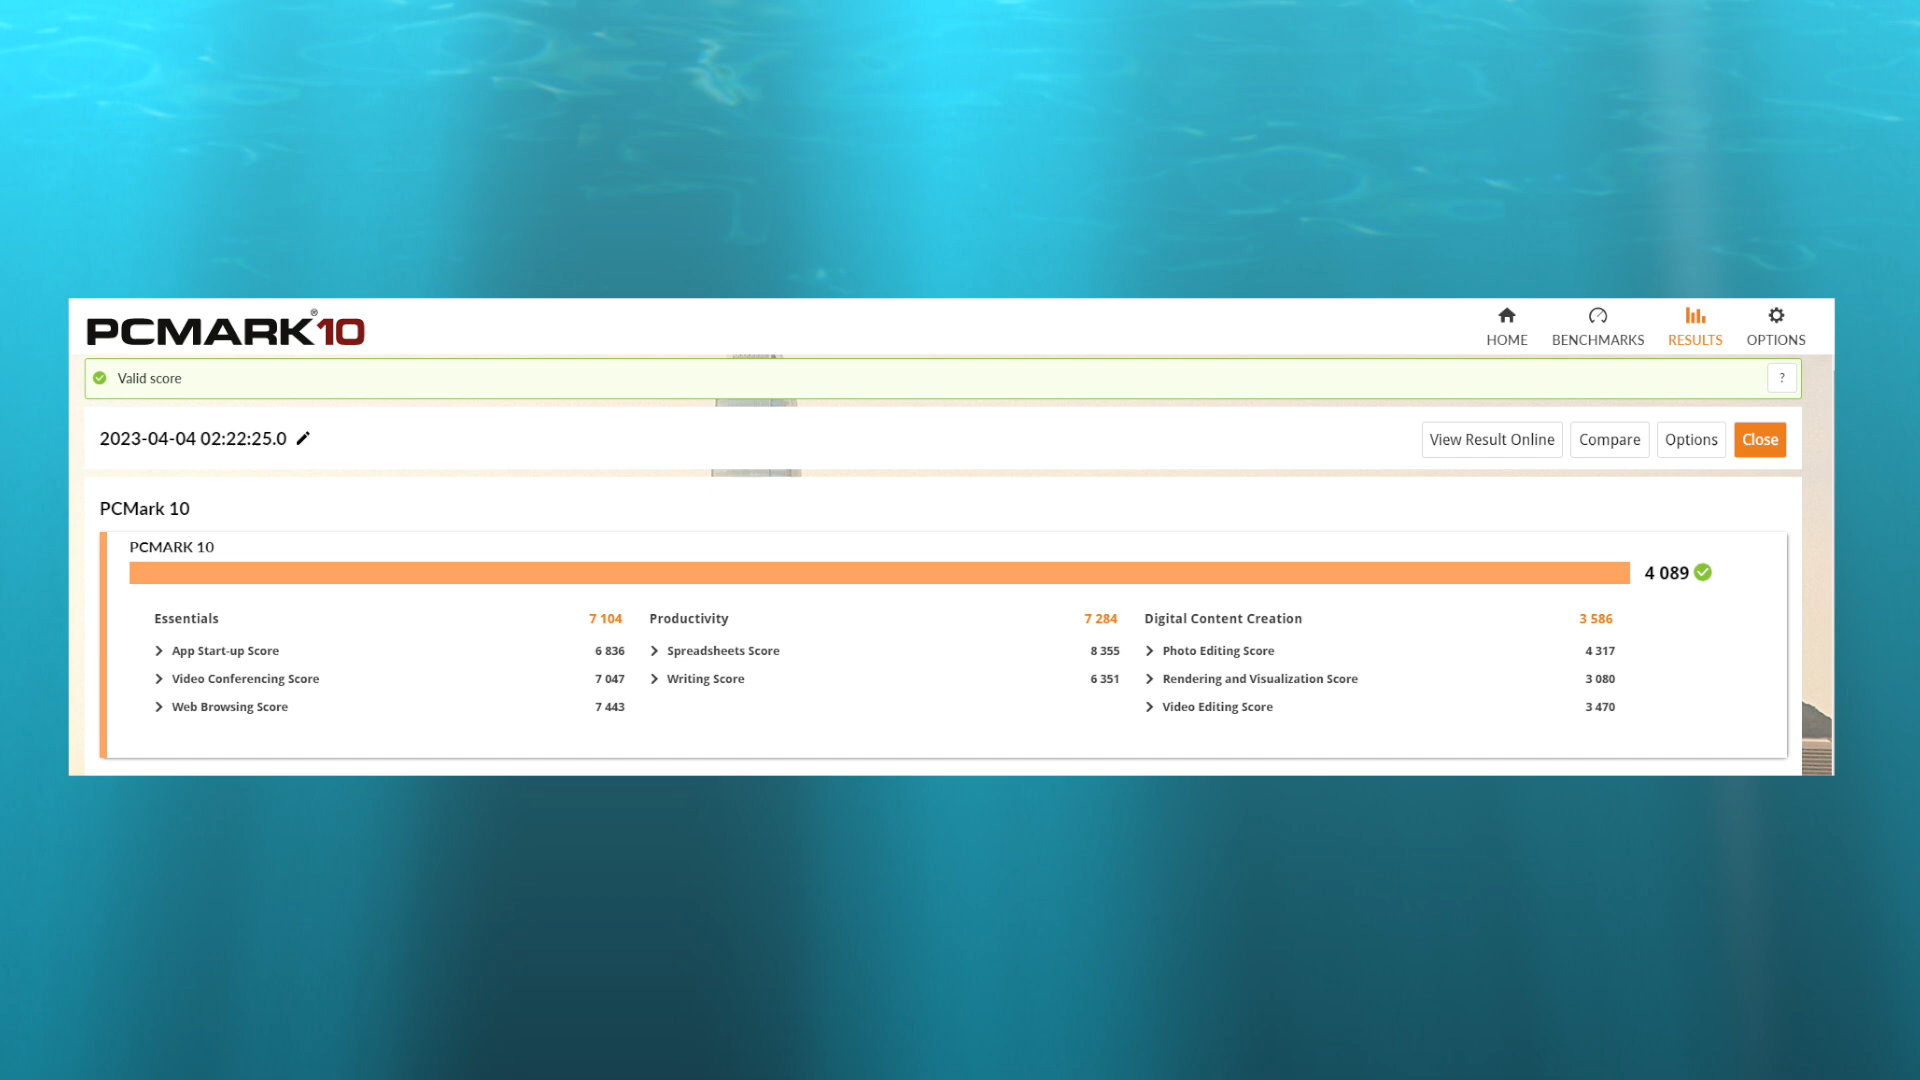 PCMARK®10
HOME BENCHMARKS RESULTS OPTIONS
Valid score ?
2023-04-04 02:22:25.0 View Result Online Compare Options Close
PCMark 10
PCMARK 10
4 089
Essentials 7 104 Productivity 7 284 Digital Content Creation 3 586
App Start-up Score 6 836 Spreadsheets Score 8 355 Photo Editing Score 4 317
Video Conferencing Score 7 047 Writing Score 6 351 Rendering and Visualization Score 3 080
Web Browsing Score 7 443 Video Editing Score 3 470